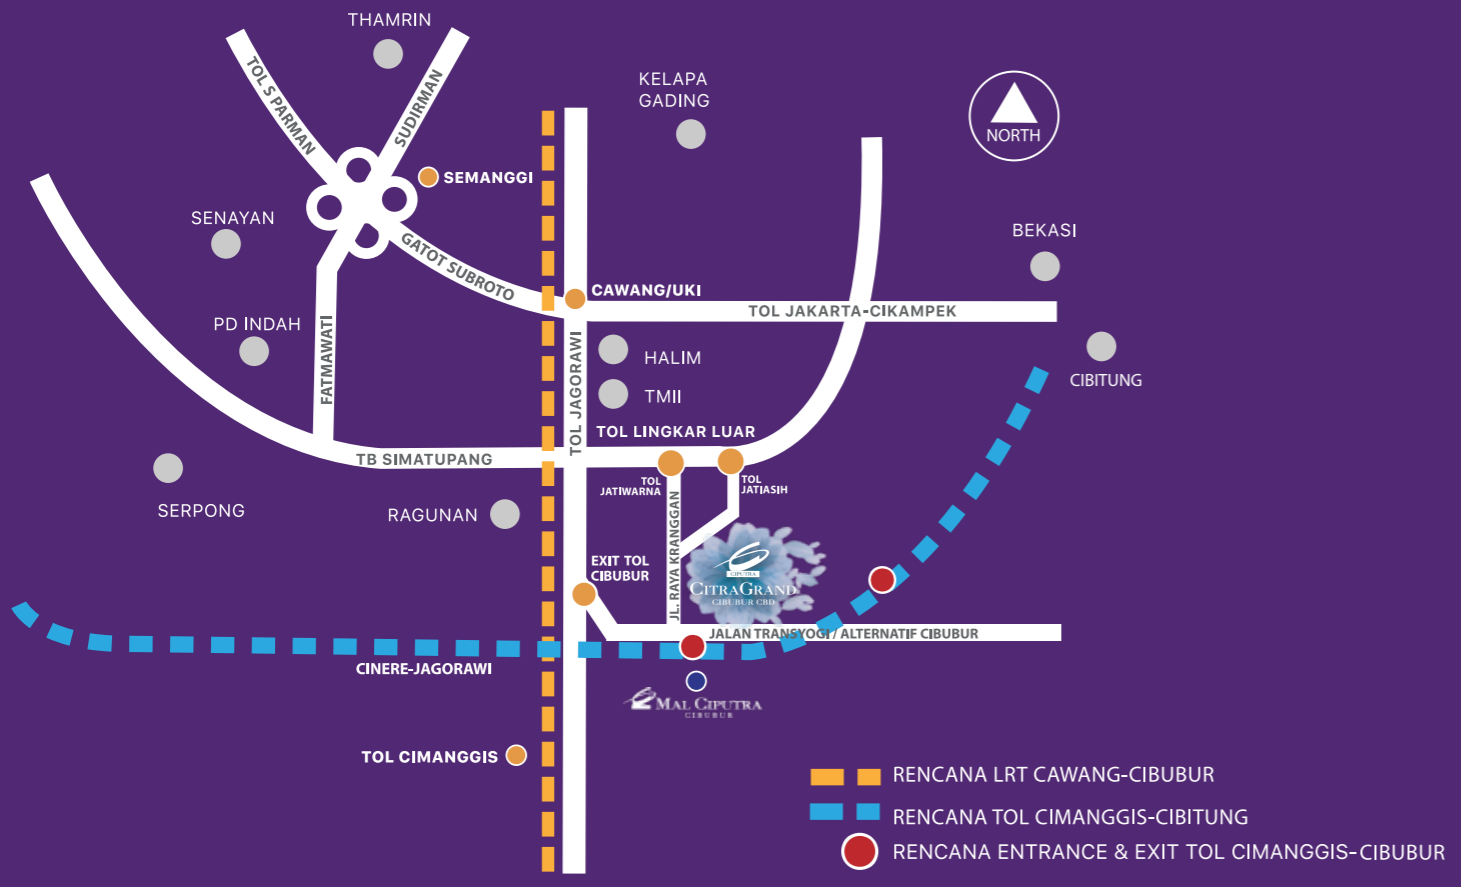 THAMRIN
TOL S PARMAN
SUDIRMAN
KELAPA
GADING
NORTH
SEMANGGI
SENAYAN
BEKASI
GATOT SUBROTO
CAWANG/UKI
TOL JAKARTA-CIKAMPEK
PD INDAH
FATMAWATI
TOL JAGORAWI
HALIM
CIBITUNG
TMII
TOL LINGKAR LUAR
TB SIMATUPANG
TOL
JATIWARNA
TOL
JATIASIH
SERPONG
RAGUNAN
JL. RAYA KRANGGAN
EXIT TOL
CIBUBUR
CIPUTRA
CITRAGRAND
CIBUBUR CBD
JALAN TRANSYOGI / ALTERNATIF CIBUBUR
CINERE-JAGORAWI
MAL CIPUTRA
CIBUBUR
TOL CIMANGGIS
RENCANA LRT CAWANG-CIBUBUR
RENCANA TOL CIMANGGIS-CIBITUNG
RENCANA ENTRANCE & EXIT TOL CIMANGGIS-CIBUBUR